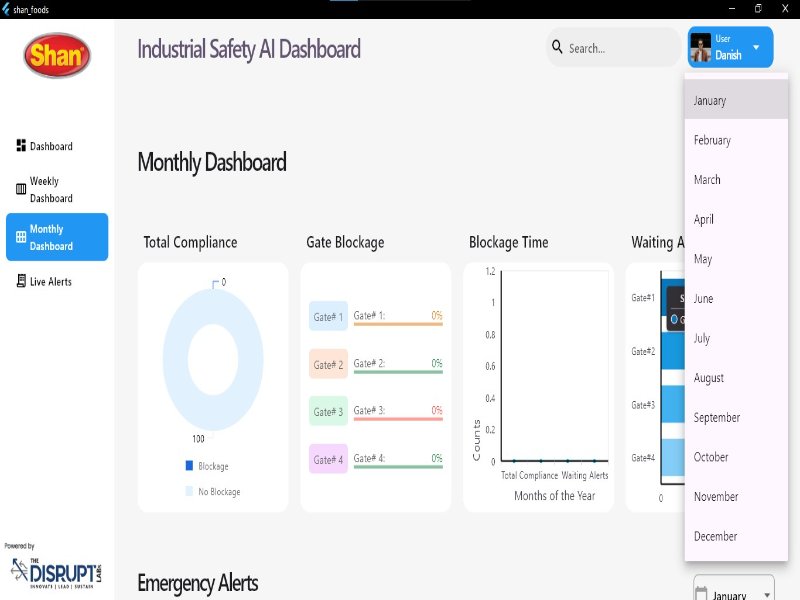 shan_foods
Shan
Industrial Safety AI Dashboard
Search...
User
Danish
Dashboard
Weekly
Dashboard
Monthly
Dashboard
Live Alerts
Monthly Dashboard
Total Compliance
0
100
Blockage
No Blockage
Gate Blockage
Gate# 1
Gate# 1:
0%
Gate# 2
Gate# 2:
0%
Gate# 3
Gate# 3:
0%
Gate# 4
Gate# 4:
0%
Blockage Time
1.2
1
0.8
0.6
0.4
0.2
0
Counts
Total Compliance
Waiting Alerts
Months of the Year
Waiting A
Gate#1
Gate#2
Gate#3
Gate#4
0
S
G
January
February
March
April
May
June
July
August
September
October
November
December
Emergency Alerts
January
Powered by
THE
DISRUPT
LABS
INNOVATE | LEAD | SUSTAIN